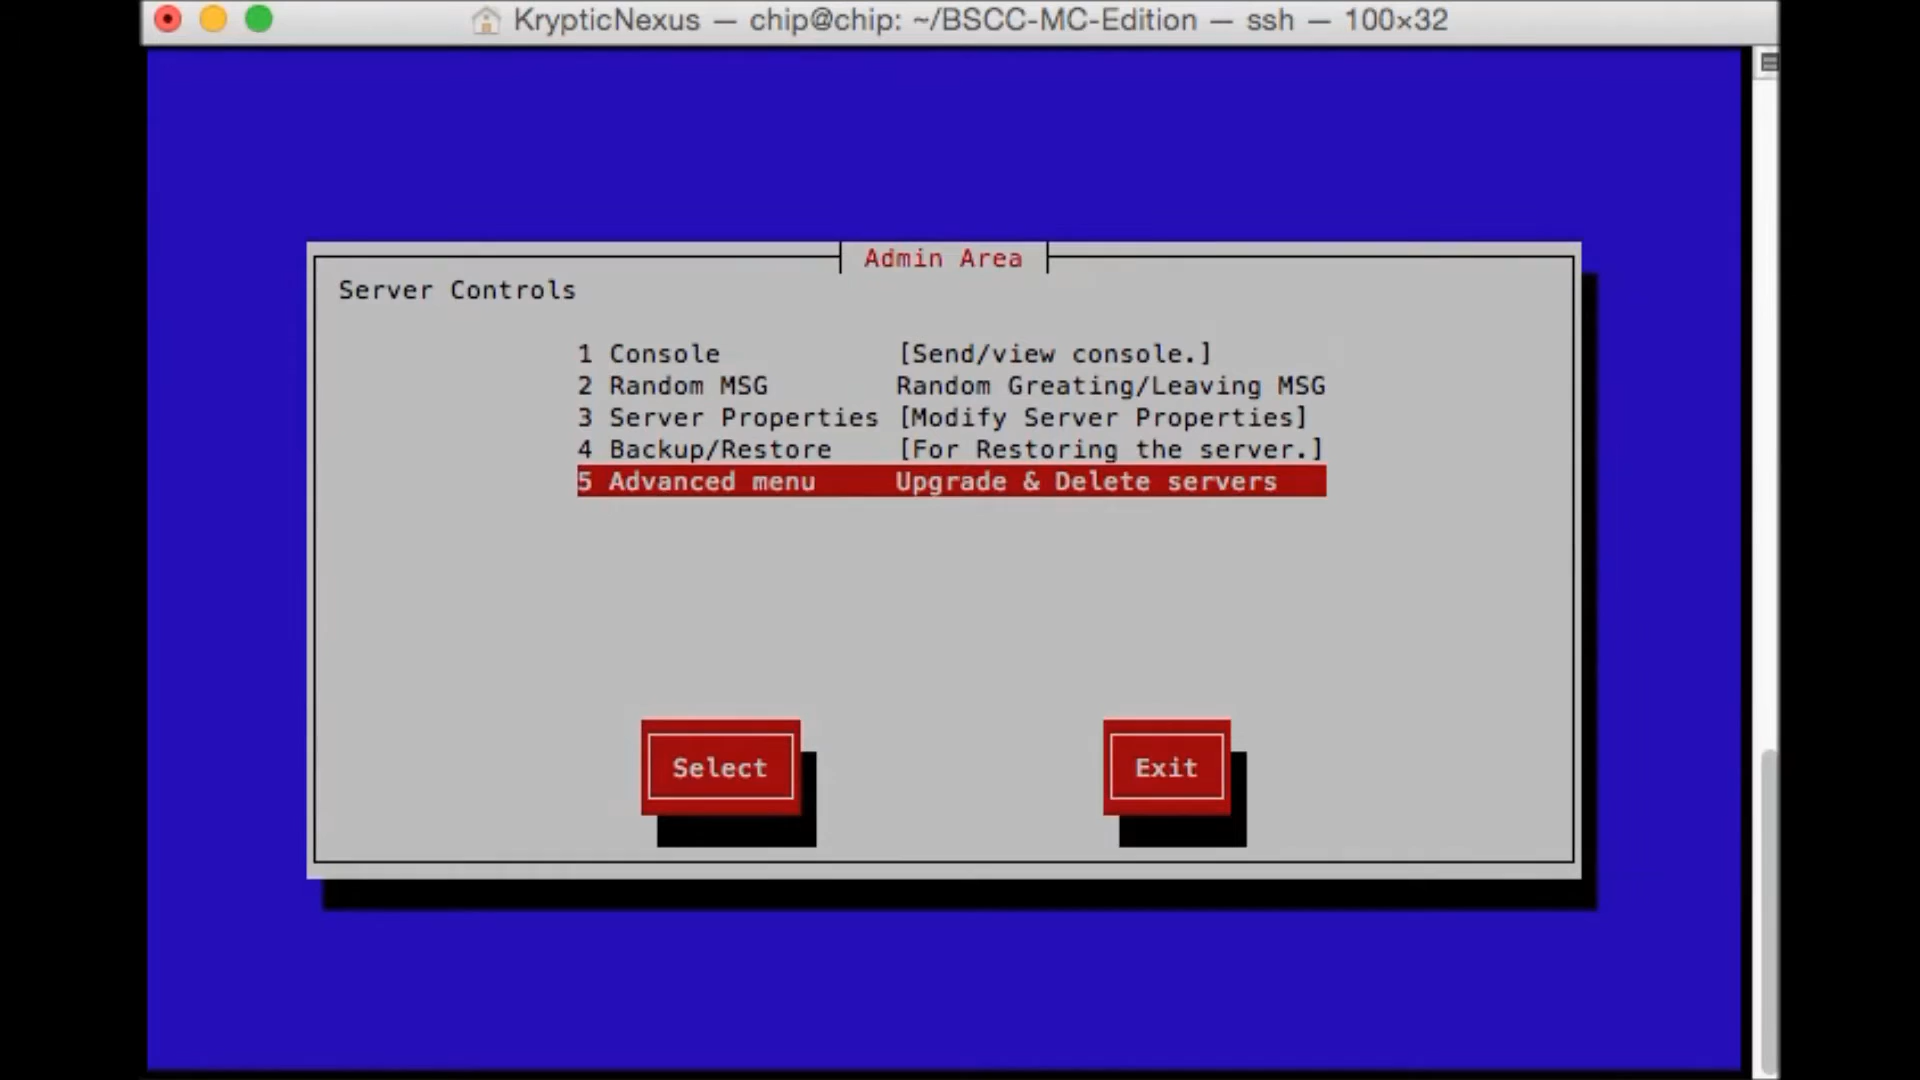 KrypticNexus — chip@chip: ~/BSCC-MC-Edition — ssh — 100×32
Admin Area
Server Controls
1 Console [Send/view console.]
2 Random MSG Random Greating/Leaving MSG
3 Server Properties [Modify Server Properties]
4 Backup/Restore [For Restoring the server.]
5 Advanced menu Upgrade & Delete servers
Select Exit